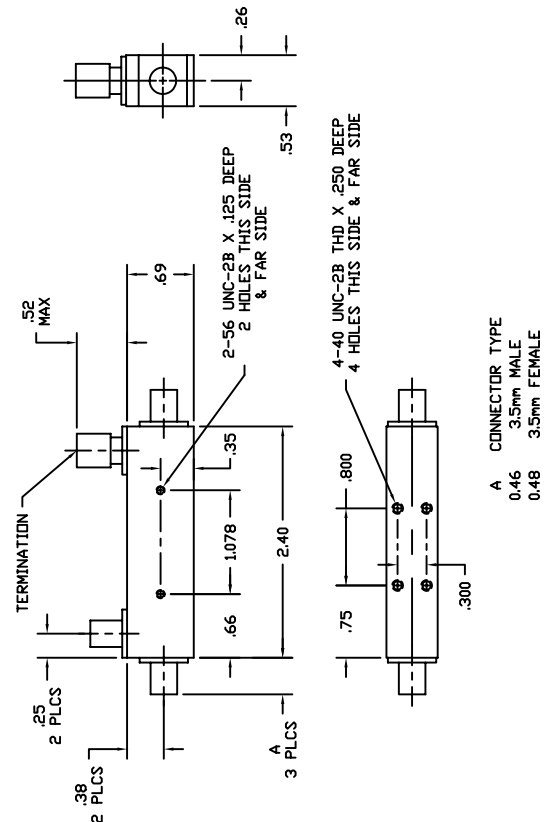 .26
.53
TERMINATION
.52
MAX
.69
2-56 UNC-2B X .125 DEEP
2 HOLES THIS SIDE
& FAR SIDE
.35
1.078
2.40
.66
.25
2 PLCS
.38
2 PLCS
A
3 PLCS
4-40 UNC-2B THD X .250 DEEP
4 HOLES THIS SIDE & FAR SIDE
.800
.75
.300
A CONNECTOR TYPE
0.46 3.5mm MALE
0.48 3.5mm FEMALE